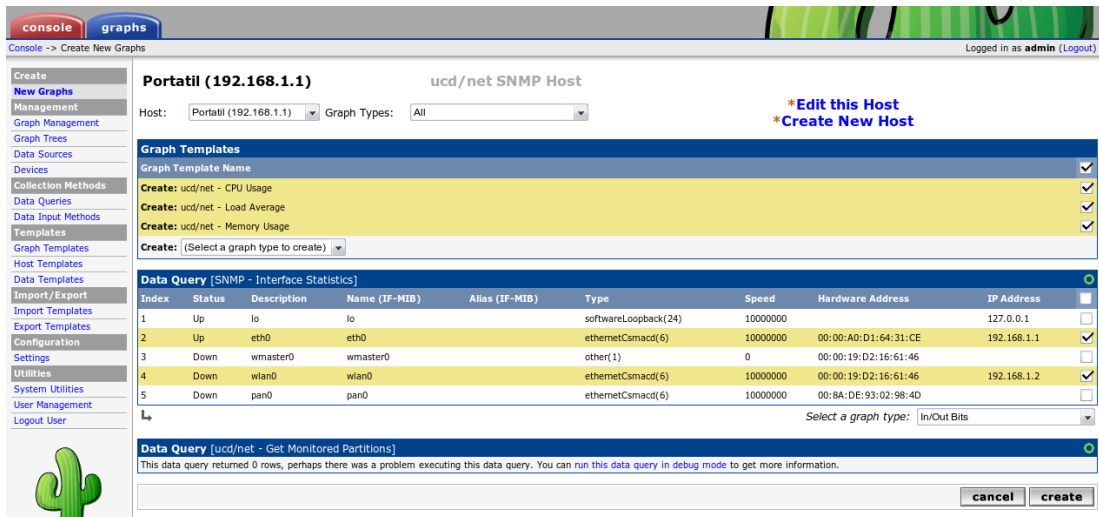 console graphs
Console -> Create New Graphs Logged in as admin (Logout)
Create
New Graphs
Management
Graph Management
Graph Trees
Data Sources
Devices
Collection Methods
Data Queries
Data Input Methods
Templates
Graph Templates
Host Templates
Data Templates
Import/Export
Import Templates
Export Templates
Configuration
Settings
Utilities
System Utilities
User Management
Logout User
Portatil (192.168.1.1) ucd/net SNMP Host
Host: Portatil (192.168.1.1) Graph Types: All
*Edit this Host
*Create New Host
Graph Templates
Graph Template Name
Create: ucd/net - CPU Usage
Create: ucd/net - Load Average
Create: ucd/net - Memory Usage
Create: (Select a graph type to create)
Data Query [SNMP - Interface Statistics]
Index Status Description Name (IF-MIB) Alias (IF-MIB) Type Speed Hardware Address IP Address
1 Up lo lo softwareLoopback(24) 10000000 127.0.0.1
2 Up eth0 eth0 ethernetCsmacd(6) 10000000 00:00:A0:D1:64:31:CE 192.168.1.1
3 Down wmaster0 wmaster0 other(1) 0 00:00:19:D2:16:61:46
4 Down wlan0 wlan0 ethernetCsmacd(6) 10000000 00:00:19:D2:16:61:46 192.168.1.2
5 Down pan0 pan0 ethernetCsmacd(6) 10000000 00:8A:DE:93:02:98:4D
Select a graph type: In/Out Bits
Data Query [ucd/net - Get Monitored Partitions]
This data query returned 0 rows, perhaps there was a problem executing this data query. You can run this data query in debug mode to get more information.
cancel create